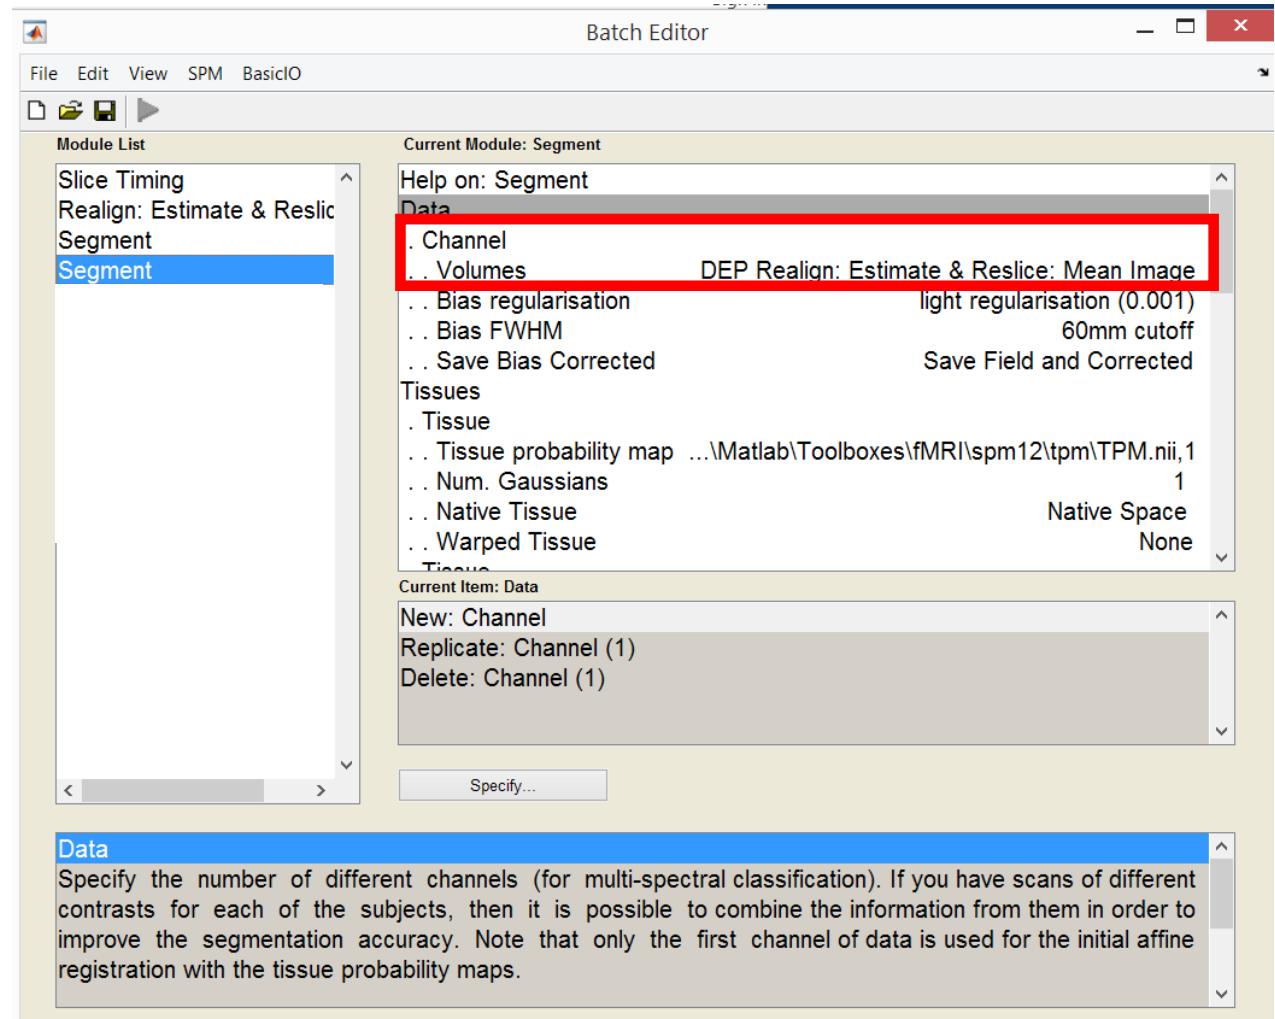 Batch Editor
File Edit View SPM BasicIO
Module List
Slice Timing
Realign: Estimate & Reslic
Segment
Segment
Current Module: Segment
Help on: Segment
Data
. Channel
. . Volumes DEP Realign: Estimate & Reslice: Mean Image
. . Bias regularisation light regularisation (0.001)
. . Bias FWHM 60mm cutoff
. . Save Bias Corrected Save Field and Corrected
Tissues
. Tissue
. . Tissue probability map ...\Matlab\Toolboxes\fMRI\spm12\tpm\TPM.nii,1
. . Num. Gaussians 1
. . Native Tissue Native Space
. . Warped Tissue None
. Tissue
Current Item: Data
New: Channel
Replicate: Channel (1)
Delete: Channel (1)
Specify...
Data
Specify the number of different channels (for multi-spectral classification). If you have scans of different
contrasts for each of the subjects, then it is possible to combine the information from them in order to
improve the segmentation accuracy. Note that only the first channel of data is used for the initial affine
registration with the tissue probability maps.